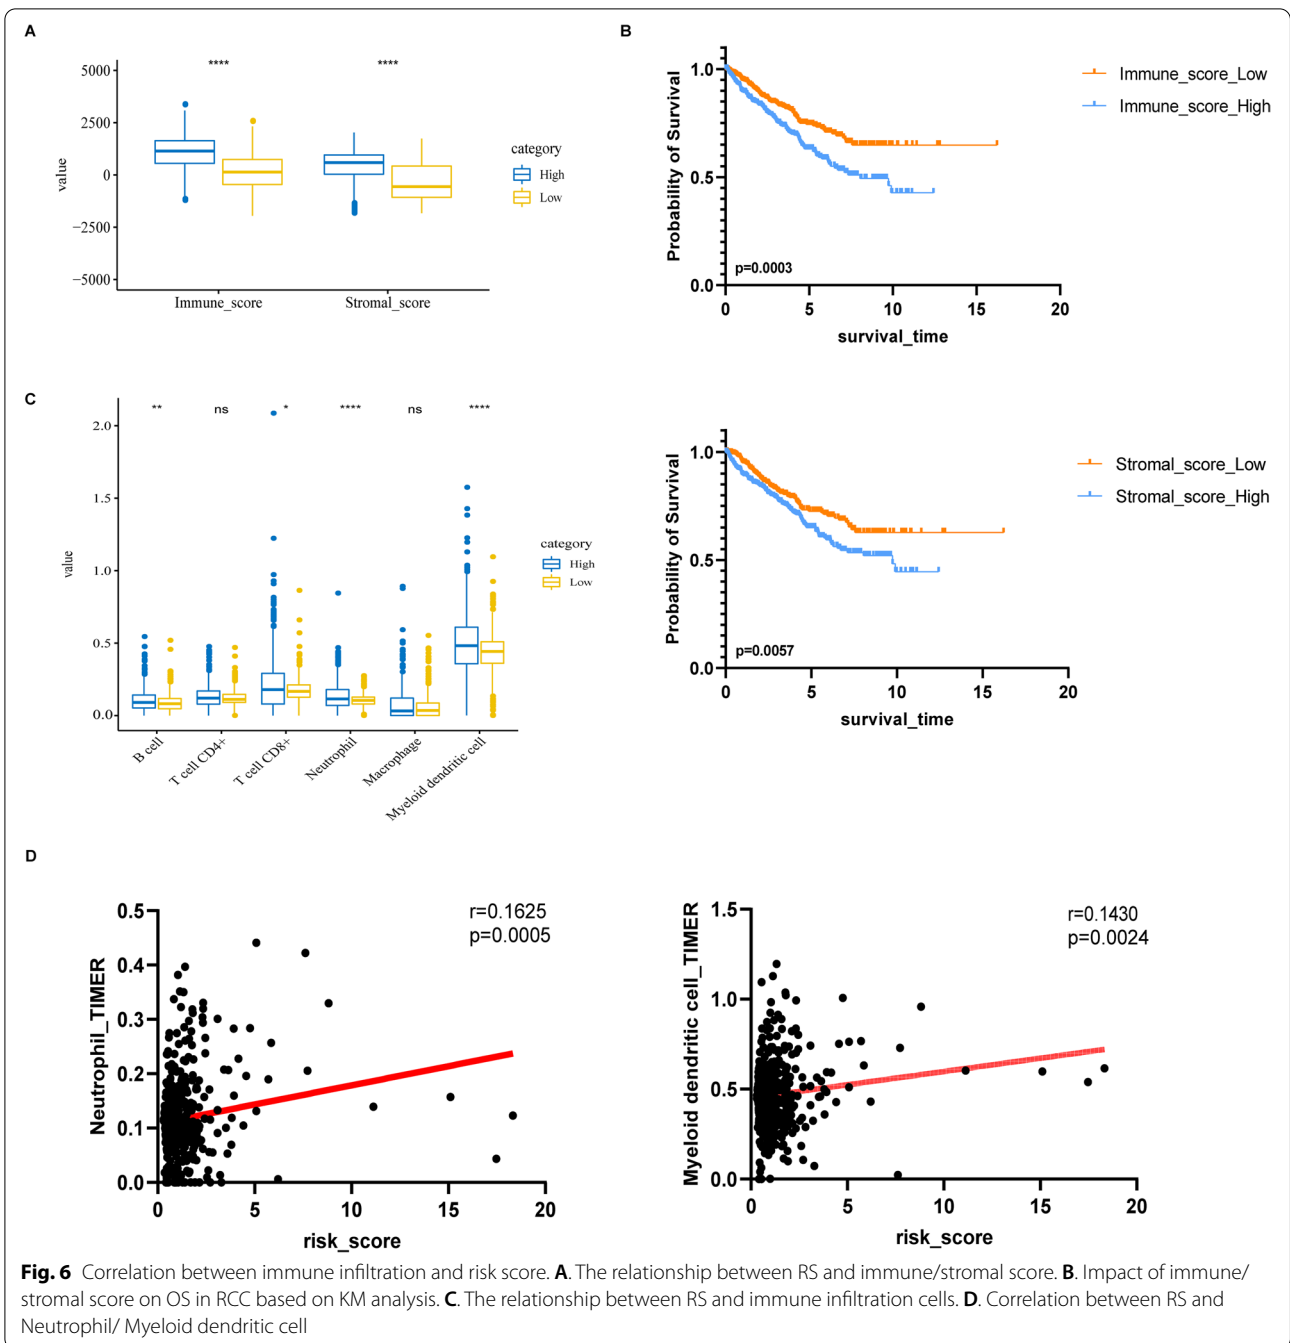 A
5000
2500
0
−2500
−5000
value
****
****
Immune_score
Stromal_score
category
High
Low
B
1.0
0.5
0.0
Probability of Survival
p=0.0003
0 5 10 15 20
survival_time
Immune_score_Low
Immune_score_High
1.0
0.5
0.0
Probability of Survival
p=0.0057
0 5 10 15 20
survival_time
Stromal_score_Low
Stromal_score_High
C
2.0
1.5
1.0
0.5
0.0
value
** ns * **** ns ****
B cell
T cell CD4+
T cell CD8+
Neutrophil
Macrophage
Myeloid dendritic cell
category
High
Low
D
0.5
0.4
0.3
0.2
0.1
0.0
Neutrophil_TIMER
r=0.1625
p=0.0005
0 5 10 15 20
risk_score
1.5
1.0
0.5
0.0
Myeloid dendritic cell_TIMER
r=0.1430
p=0.0024
0 5 10 15 20
risk_score
Fig. 6 Correlation between immune infiltration and risk score. A. The relationship between RS and immune/stromal score. B. Impact of immune/
stromal score on OS in RCC based on KM analysis. C. The relationship between RS and immune infiltration cells. D. Correlation between RS and
Neutrophil/ Myeloid dendritic cell